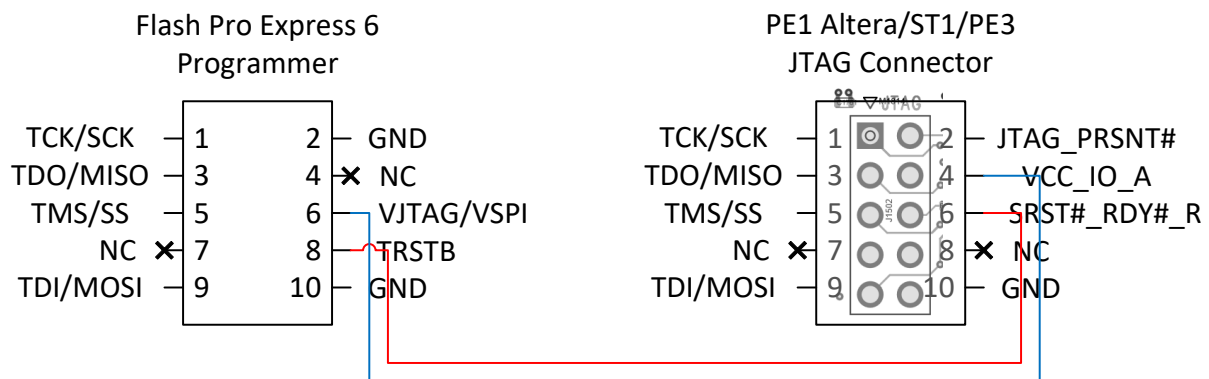 Flash Pro Express 6
Programmer
TCK/SCK 1 2 GND
TDO/MISO 3 4 NC
TMS/SS 5 6 VJTAG/VSPI
NC 7 8 TRSTB
TDI/MOSI 9 10 GND
PE1 Altera/ST1/PE3
JTAG Connector
JTAG
TCK/SCK 1 2 JTAG_PRSNT#
TDO/MISO 3 4 VCC_IO_A
TMS/SS 5 J1502 6 SRST#_RDY#_R
NC 7 8 NC
TDI/MOSI 9 10 GND